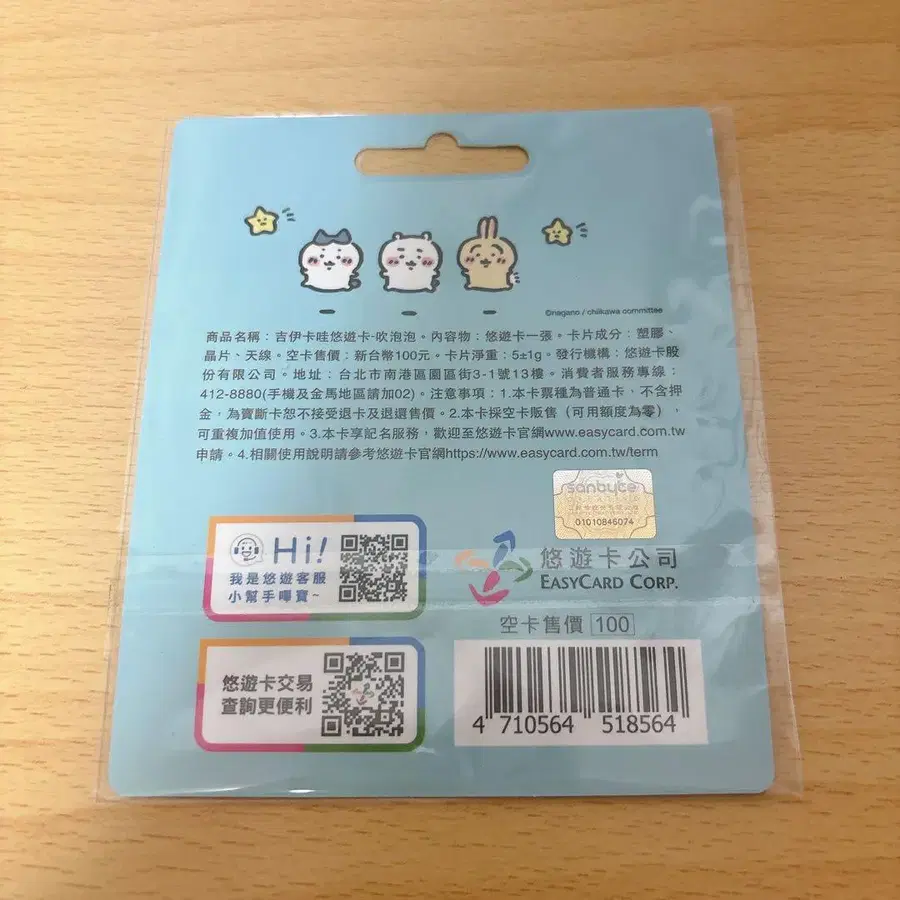 ©nagano / chiikawa committee
商品名稱：吉伊卡哇悠遊卡-吹泡泡。內容物：悠遊卡一張。卡片成分：塑膠、
晶片、天線。空卡售價：新台幣100元。卡片淨重：5±1g。發行機構：悠遊卡股
份有限公司。地址：台北市南港區園區街3-1號13樓。消費者服務專線：
412-8880(手機及金馬地區請加02)。注意事項：1.本卡票種為普通卡、不含押
金，為賣斷卡恕不接受退卡及退還售價。2.本卡採空卡販售（可用額度為零），
可重複加值使用。3.本卡享記名服務，歡迎至悠遊卡官網www.easycard.com.tw
申請。4.相關使用說明請參考悠遊卡官網https://www.easycard.com.tw/term
sanbyte
01010846074
Hi!
我是悠遊客服
小幫手嗶寶~
悠遊卡公司
EASYCARD CORP.
空卡售價 100
悠遊卡交易
查詢更便利
4 710564 518564